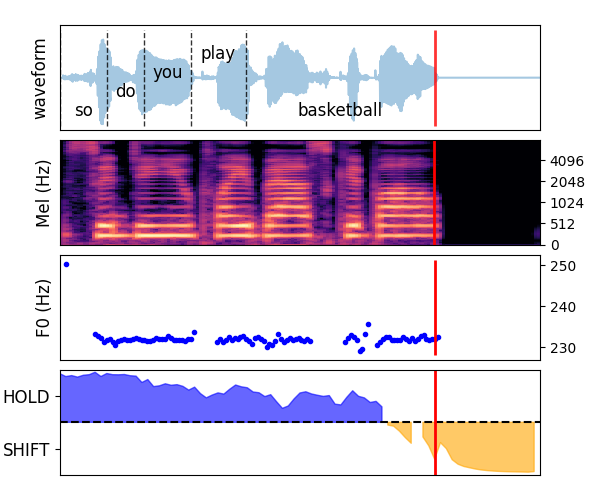 waveform
so
do
you
play
basketball
Mel (Hz)
4096
2048
1024
512
0
F0 (Hz)
250
240
230
HOLD
SHIFT